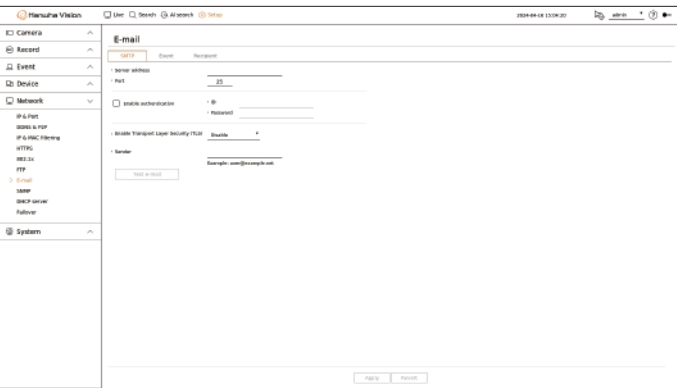 Hanwha Vision
Live Search AI search Setup
2024-04-18 13:04:20 admin
Camera
Record
Event
Device
Network
IP & Port
DDNS & P2P
IP & MAC filtering
HTTPS
802.1x
FTP
E-mail
SNMP
DHCP server
Failover
System
E-mail
SMTP Event Recipient
Server address
Port 25
Enable authentication
ID
Password
Enable Transport Layer Security (TLS) Disable
Sender
Example: user@example.net
Test e-mail
Apply Revert